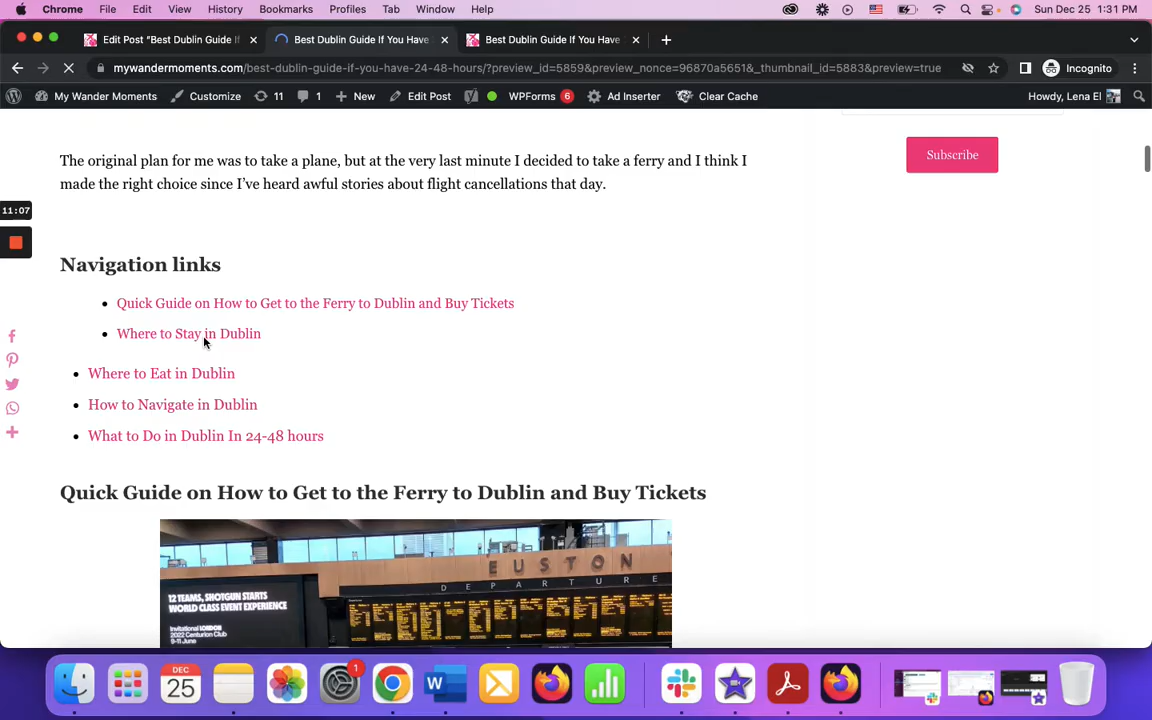 Chrome File Edit View History Bookmarks Profiles Tab Window Help Sun Dec 25 1:31 PM
Edit Post "Best Dublin Guide If Best Dublin Guide If You Have Best Dublin Guide If You Have
mywandermoments.com/best-dublin-guide-if-you-have-24-48-hours/?preview_id=5859&preview_nonce=96870a5651&_thumbnail_id=5883&preview=true Incognito
My Wander Moments Customize 11 1 New Edit Post WPForms 6 Ad Inserter Clear Cache Howdy, Lena El
Subscribe
The original plan for me was to take a plane, but at the very last minute I decided to take a ferry and I think I
made the right choice since I've heard awful stories about flight cancellations that day.
11:07
Navigation links
Quick Guide on How to Get to the Ferry to Dublin and Buy Tickets
Where to Stay in Dublin
Where to Eat in Dublin
How to Navigate in Dublin
What to Do in Dublin In 24-48 hours
Quick Guide on How to Get to the Ferry to Dublin and Buy Tickets
EUSTON
DEPARTURE
12 TEAMS, SHOTGUN STARTS
WORLD CLASS EVENT EXPERIENCE
Invitational LONDON
2022 Centurion Club
9-11 June
DEC
25
1
W